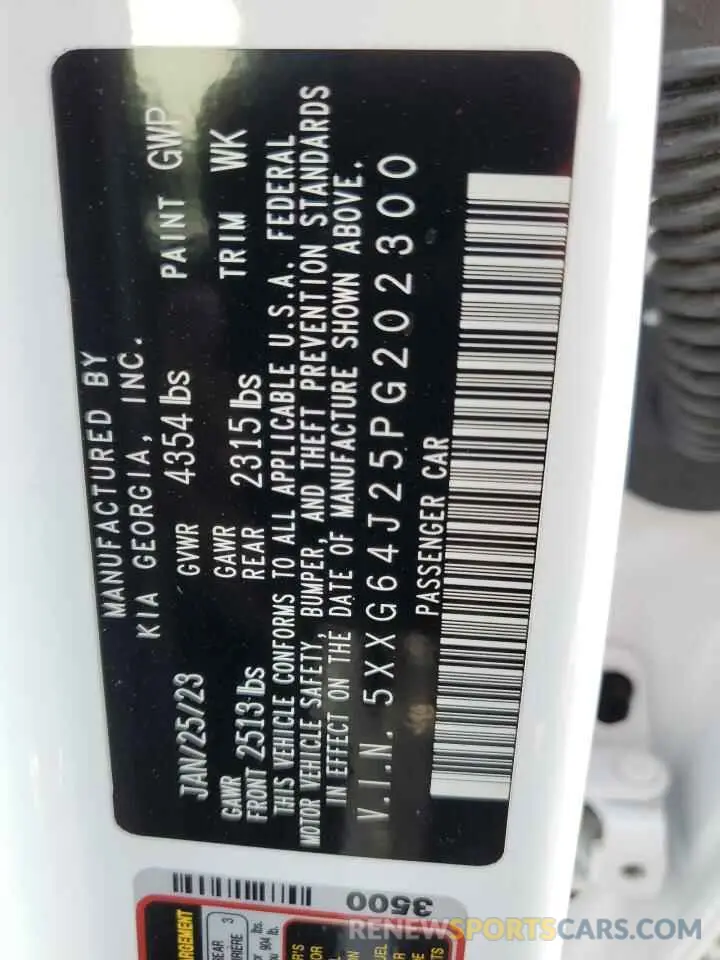 MANUFACTURED BY
KIA GEORGIA, INC.
JAN/25/23 GVWR 4354 lbs PAINT GWP
GAWR GAWR
FRONT 2513 lbs REAR 2315 lbs TRIM WK
THIS VEHICLE CONFORMS TO ALL APPLICABLE U.S.A. FEDERAL
MOTOR VEHICLE SAFETY, BUMPER, AND THEFT PREVENTION STANDARDS
IN EFFECT ON THE DATE OF MANUFACTURE SHOWN ABOVE.
V.I.N. 5XXG64J25PG202300
PASSENGER CAR
3500
904 lb.
RENEWSPORTSCARS.COM